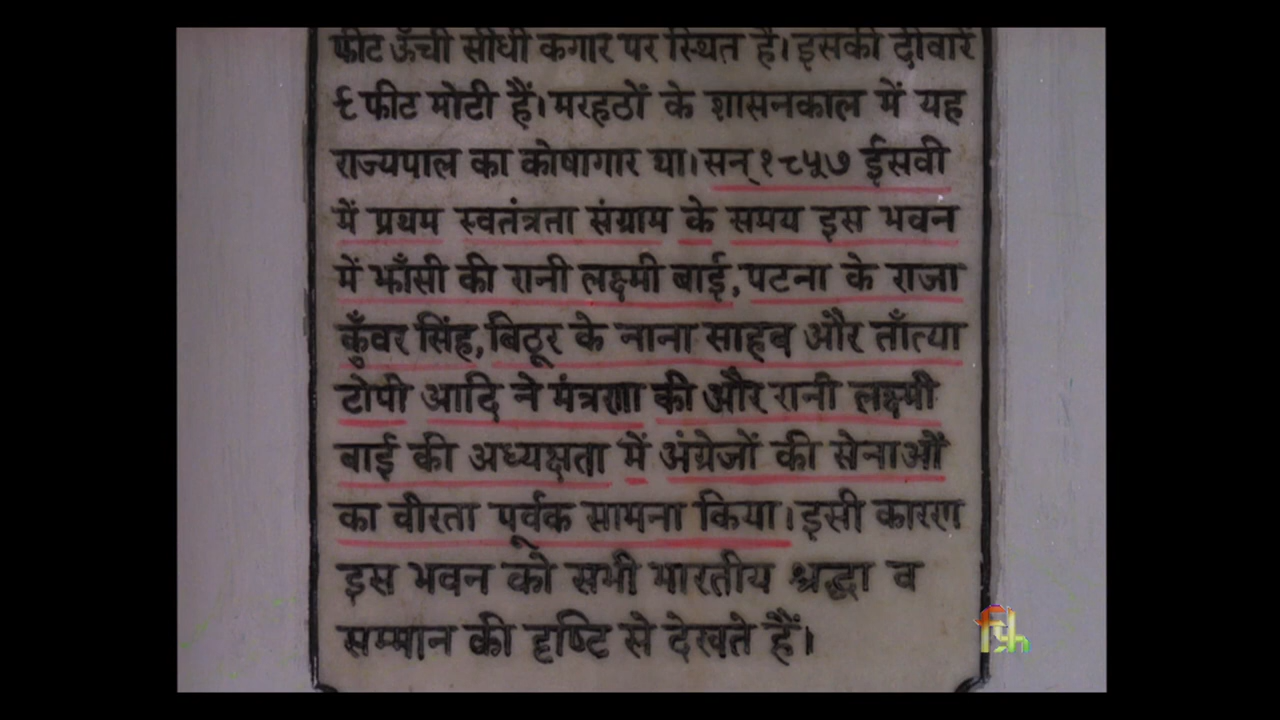 फीट ऊँची सीधी कगार पर स्थित है। इसकी दीवारें
९ फीट मोटी हैं। मरहठों के शासनकाल में यह
राज्यपाल का कोषागार था। सन् १८५७ ईसवी
में प्रथम स्वतंत्रता संग्राम के समय इस भवन
में झाँसी की रानी लक्ष्मी बाई, पटना के राजा
कुँवर सिंह, बिठूर के नाना साहब और ताँत्या
टोपी आदि ने मंत्रणा की और रानी लक्ष्मी
बाई की अध्यक्षता में अंग्रेजों की सेनाओं
का वीरता पूर्वक सामना किया। इसी कारण
इस भवन को सभी भारतीय श्रद्धा व
सम्मान की दृष्टि से देखते हैं।